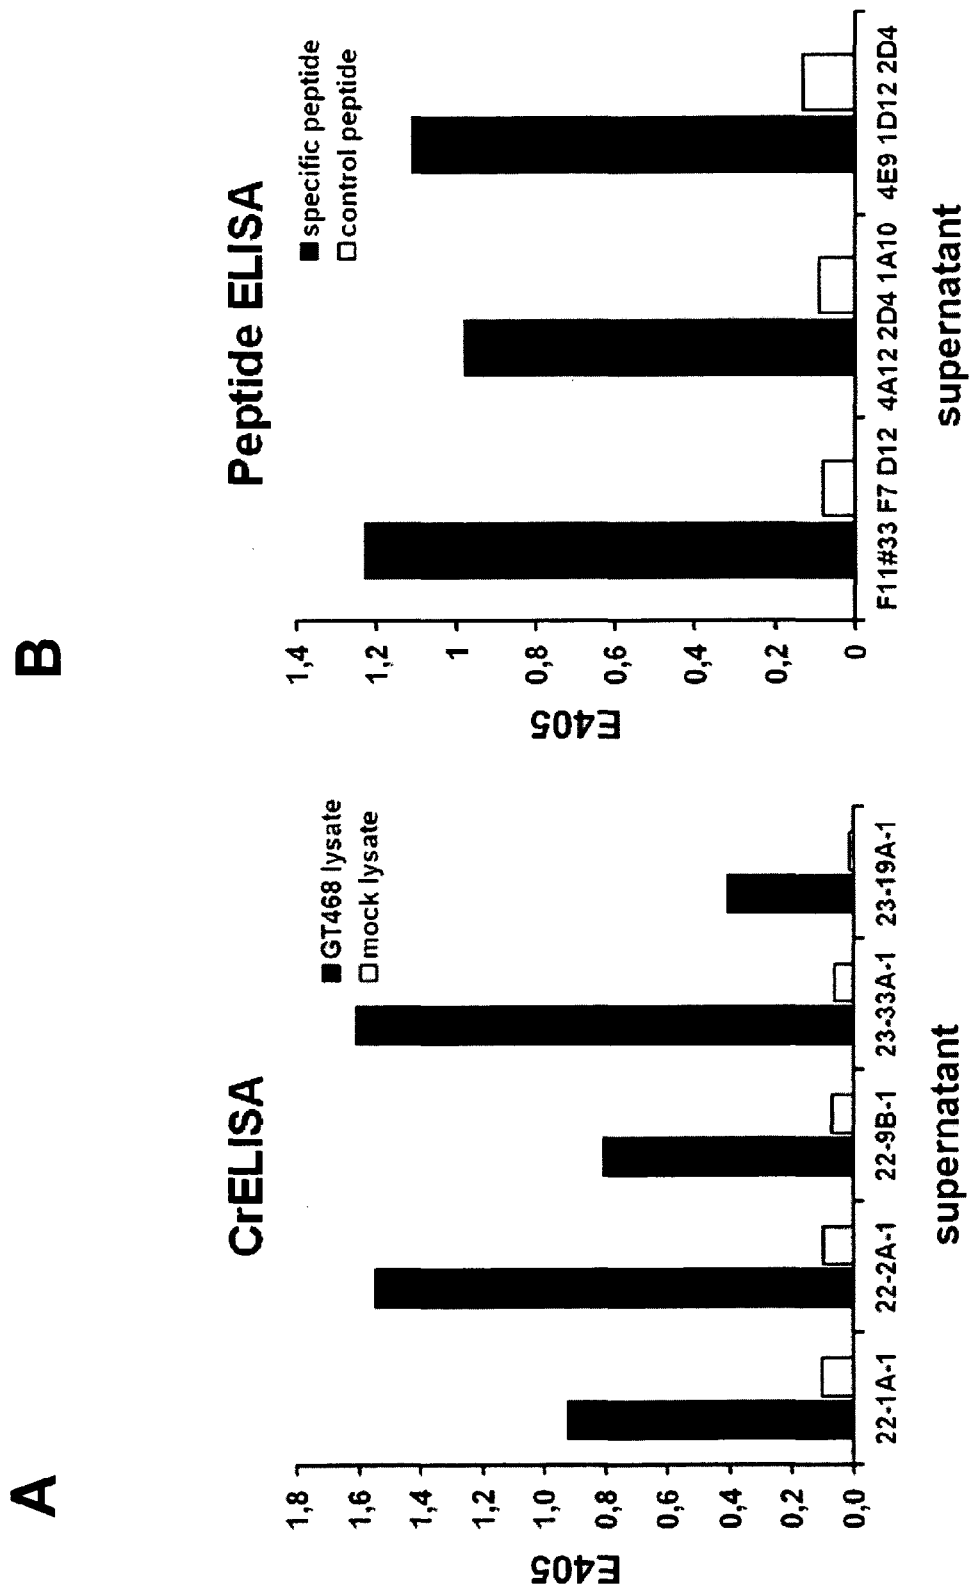 A
CrELISA
GT468 lysate
mock lysate
E405
1,8
1,6
1,4
1,2
1,0
0,8
0,6
0,4
0,2
0,0
22-1A-1
22-2A-1
22-9B-1
23-33A-1
23-19A-1
supernatant
B
Peptide ELISA
specific peptide
control peptide
E405
1,4
1,2
1
0,8
0,6
0,4
0,2
0
F11#33 F7 D12
4A12 2D4 1A10
4E9 1D12 2D4
supernatant